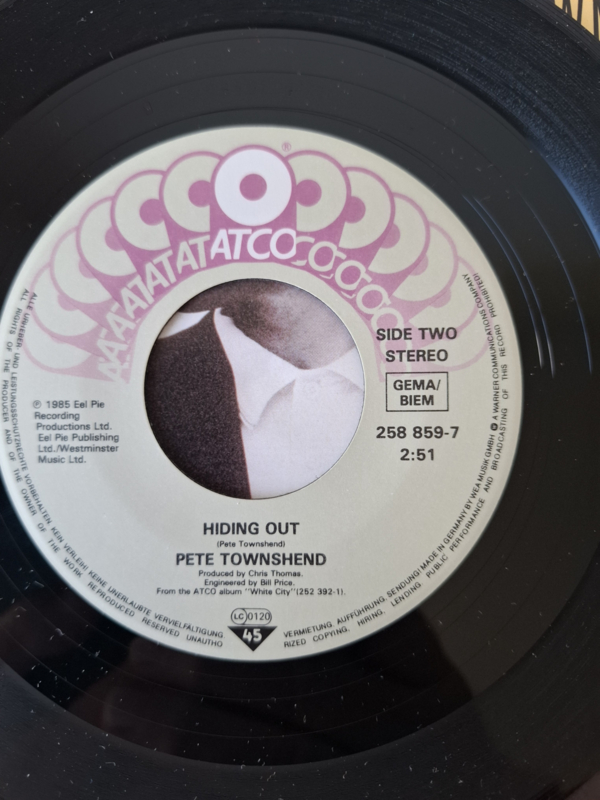 ®
AAATATATATCOCOCOCO
SIDE TWO
STEREO
GEMA/
BIEM
258 859-7
2:51
℗ 1985 Eel Pie
Recording
Productions Ltd.
Eel Pie Publishing
Ltd./Westminster
Music Ltd.
HIDING OUT
(Pete Townshend)
PETE TOWNSHEND
Produced by Chris Thomas.
Engineered by Bill Price.
From the ATCO album "White City"(252 392-1).
LC 0120
45
ALLE URHEBER- UND LEISTUNGSSCHUTZRECHTE VORBEHALTEN KEIN VERLEIH! KEINE UNERLAUBTE VERVIELFÄLTIGUNG
VERMIETUNG, AUFFÜHRUNG, SENDUNG! MADE IN GERMANY BY WEA MUSIK GMBH A WARNER COMMUNICATIONS COMPANY
ALL RIGHTS OF THE PRODUCER AND OF THE OWNER OF THE WORK REPRODUCED RESERVED UNAUTHO
RIZED COPYING, HIRING, LENDING PUBLIC PERFORMANCE AND BROADCASTING OF THIS RECORD PROHIBITED!